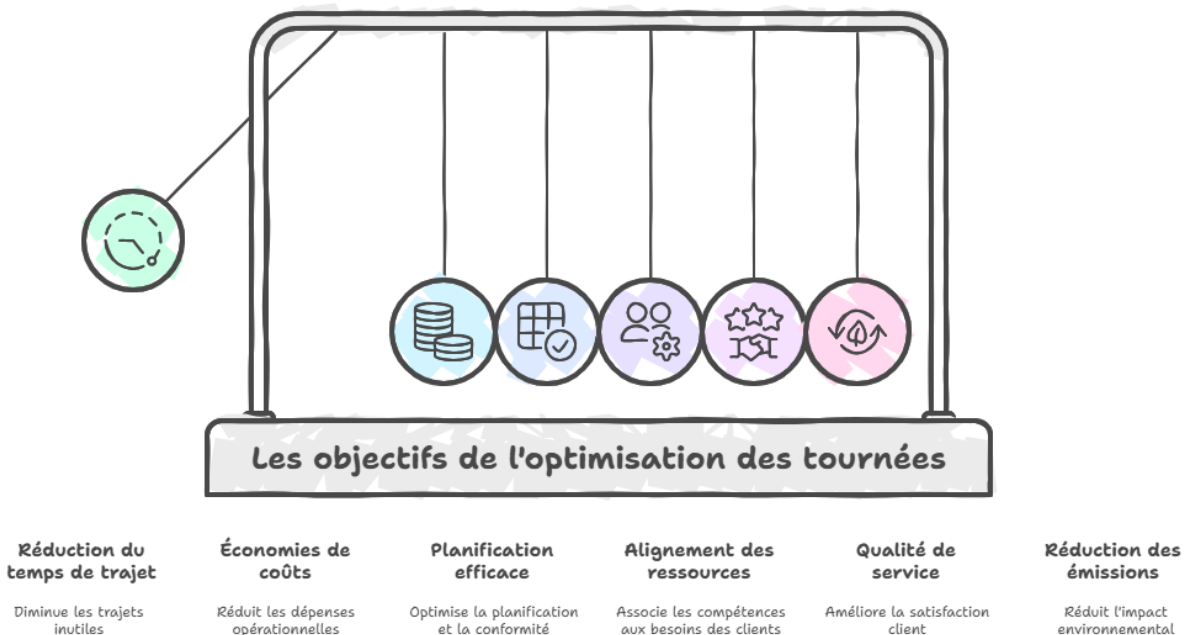 Les objectifs de l'optimisation des tournées
Réduction du
temps de trajet
Diminue les trajets
inutiles
Économies de
coûts
Réduit les dépenses
opérationnelles
Planification
efficace
Optimise la planification
et la conformité
Alignement des
ressources
Associe les compétences
aux besoins des clients
Qualité de
service
Améliore la satisfaction
client
Réduction des
émissions
Réduit l'impact
environnemental